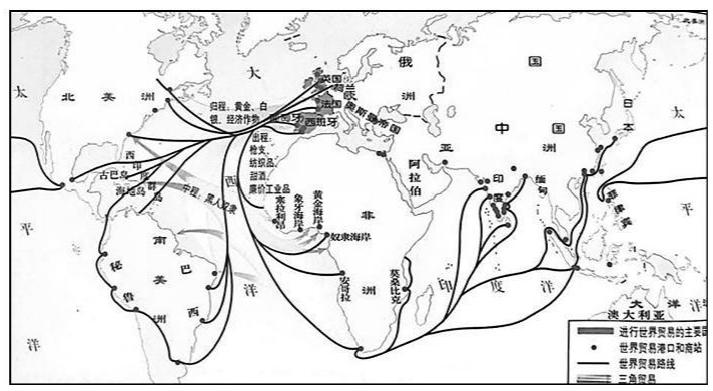 大
西
洋
太
平
洋
北美洲
归程：黄金、白
银、经济作物
英国
荷兰
法国
葡萄牙
西班牙
奥斯曼帝国
欧
洲
俄
国
中国
日本
亚
洲
出程：
枪支、
纺织品、
甜酒、
廉价工业品
西印度群岛
古巴岛
海地岛
中程：黑人奴隶
塞拉利昂
象牙海岸
黄金海岸
奴隶海岸
阿拉伯
印度
缅甸
菲律宾
太
平
洋
南
美
洲
秘鲁
巴西
非
洲
安哥拉
莫桑比克
印度洋
大洋洲
澳大利亚
进行世界贸易的主要国
世界贸易港口和商站
世界贸易路线
三角贸易